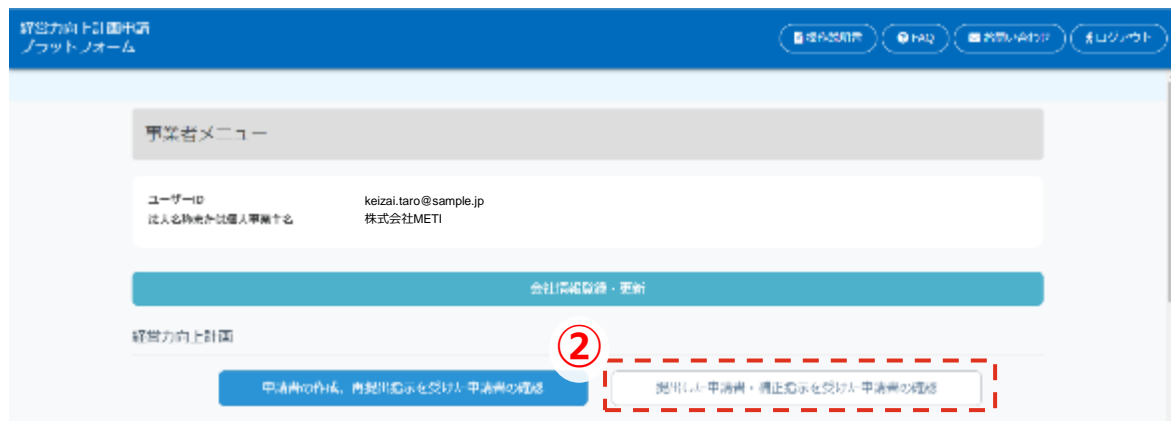 経営力向上計画申請
プラットフォーム
操作説明書 FAQ お問い合わせ ログアウト
事業者メニュー
ユーザーID keizai.taro@sample.jp
法人名称または個人事業主名 株式会社METI
会社情報登録・更新
経営力向上計画
②
申請書の作成、再提出指示を受けた申請書の確認 提出した申請書・補正指示を受けた申請書の確認